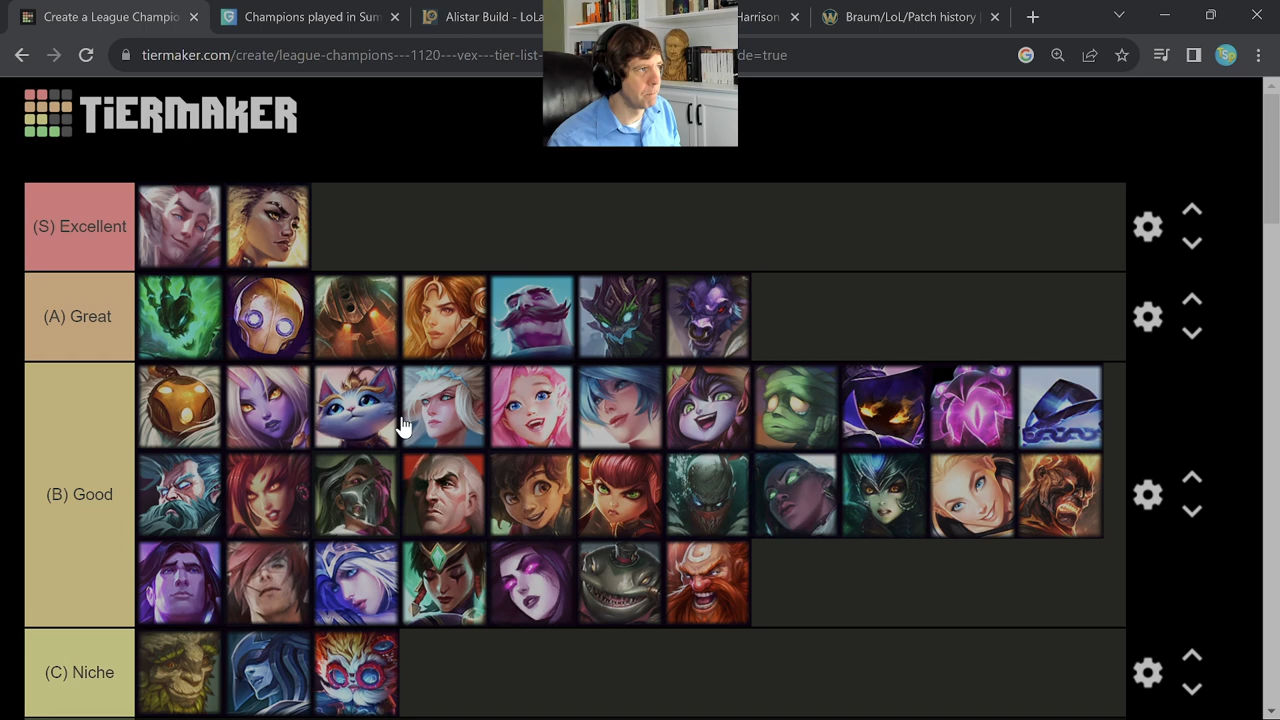 Create a League Champio
Champions played in Sum
Alistar Build - LoLa
Harrison
Braum/LoL/Patch history
tiermaker.com/create/league-champions---1120---vex---tier-list-
de=true
TSp
TiERMAKER
(S) Excellent
(A) Great
(B) Good
(C) Niche